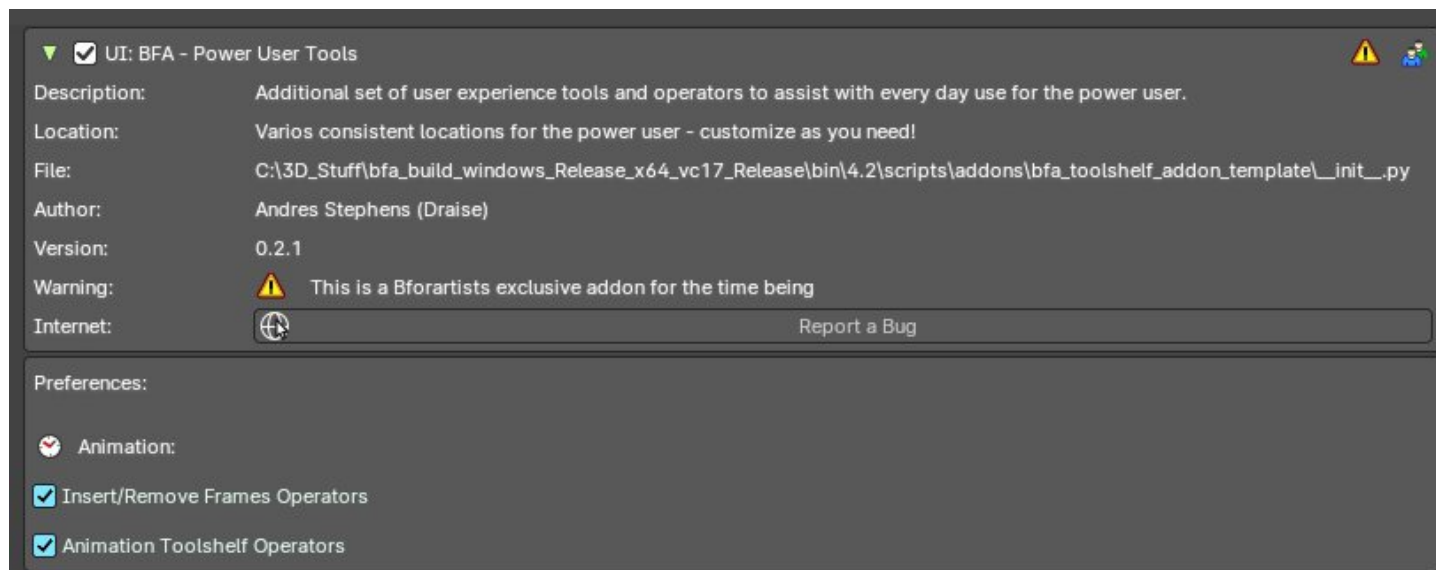 UI: BFA - Power User Tools
Description: Additional set of user experience tools and operators to assist with every day use for the power user.
Location: Varios consistent locations for the power user - customize as you need!
File: C:\3D_Stuff\bfa_build_windows_Release_x64_vc17_Release\bin\4.2\scripts\addons\bfa_toolshelf_addon_template\__init__.py
Author: Andres Stephens (Draise)
Version: 0.2.1
Warning: This is a Bforartists exclusive addon for the time being
Internet: Report a Bug
Preferences:
Animation:
Insert/Remove Frames Operators
Animation Toolshelf Operators